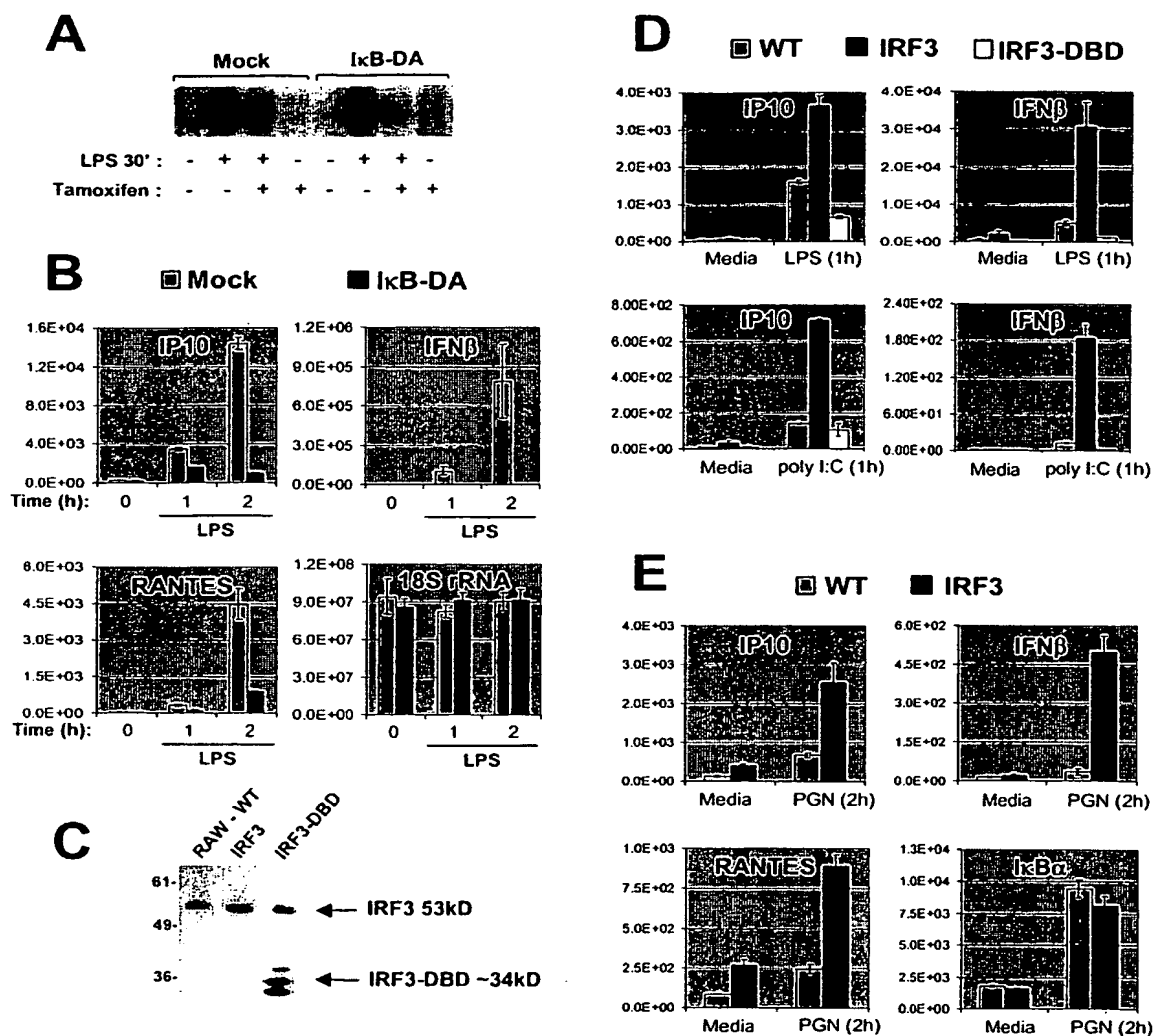 A
Mock IκB-DA
LPS 30' : - + + - - + + -
Tamoxifen : - - + + - - + +
B
Mock IκB-DA
IP10
1.6E+04
1.2E+04
8.0E+03
4.0E+03
0.0E+00
Time (h): 0 1 2
LPS
IFNβ
1.2E+06
9.0E+05
6.0E+05
3.0E+05
0.0E+00
0 1 2
LPS
RANTES
6.0E+03
4.5E+03
3.0E+03
1.5E+03
0.0E+00
Time (h): 0 1 2
LPS
18S rRNA
1.2E+08
9.0E+07
6.0E+07
3.0E+07
0.0E+00
0 1 2
LPS
C
RAW - WT
IRF3
IRF3-DBD
61-
49-
36-
IRF3 53kD
IRF3-DBD ~34kD
D
WT IRF3 IRF3-DBD
IP10
4.0E+03
3.0E+03
2.0E+03
1.0E+03
0.0E+00
Media LPS (1h)
IFNβ
4.0E+04
3.0E+04
2.0E+04
1.0E+04
0.0E+00
Media LPS (1h)
IP10
8.00E+02
6.00E+02
4.00E+02
2.00E+02
0.00E+00
Media poly I:C (1h)
IFNβ
2.40E+02
1.80E+02
1.20E+02
6.00E+01
0.00E+00
Media poly I:C (1h)
E
WT IRF3
IP10
4.0E+03
3.0E+03
2.0E+03
1.0E+03
0.0E+00
Media PGN (2h)
IFNβ
6.0E+02
4.5E+02
3.0E+02
1.5E+02
0.0E+00
Media PGN (2h)
RANTES
1.0E+03
7.5E+02
5.0E+02
2.5E+02
0.0E+00
Media PGN (2h)
IκBα
1.3E+04
1.0E+04
7.5E+03
5.0E+03
2.5E+03
0.0E+00
Media PGN (2h)